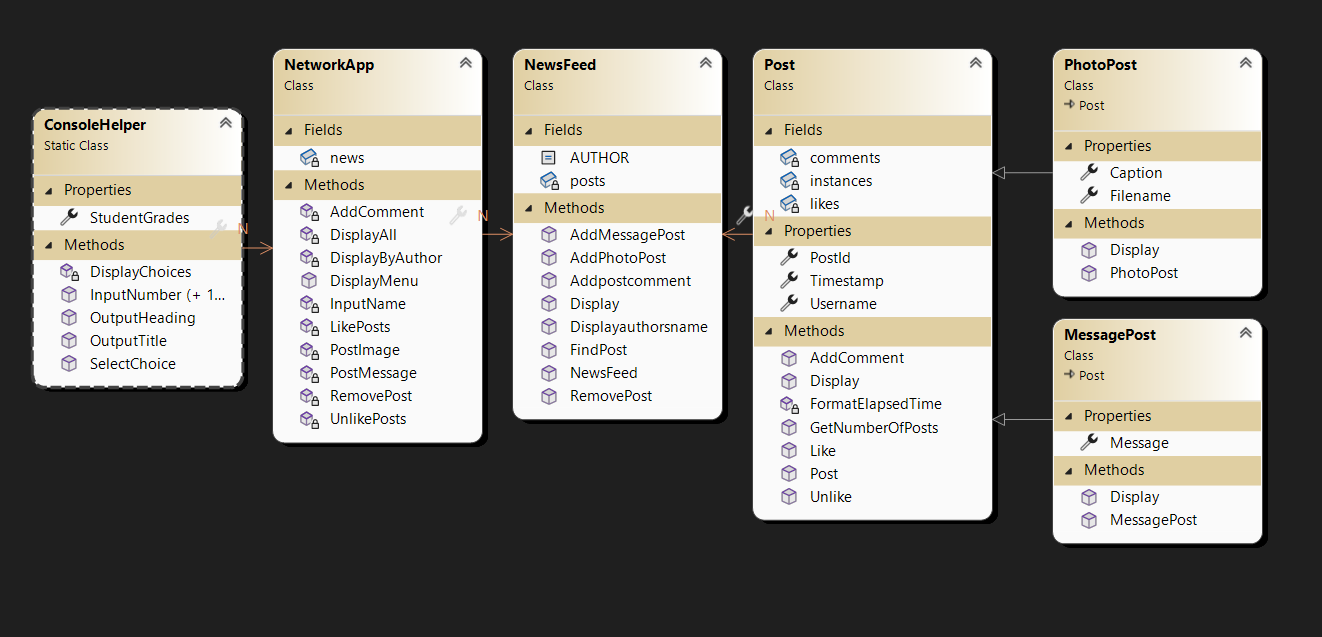 ConsoleHelper
Static Class
Properties
StudentGrades
N
Methods
DisplayChoices
InputNumber (+ 1...
OutputHeading
OutputTitle
SelectChoice
NetworkApp
Class
Fields
news
Methods
AddComment
N
DisplayAll
DisplayByAuthor
DisplayMenu
InputName
LikePosts
PostImage
PostMessage
RemovePost
UnlikePosts
NewsFeed
Class
Fields
AUTHOR
posts
Methods
AddMessagePost
AddPhotoPost
Addpostcomment
Display
Displayauthorsname
FindPost
NewsFeed
RemovePost
Post
Class
Fields
comments
instances
likes
N
Properties
PostId
Timestamp
Username
Methods
AddComment
Display
FormatElapsedTime
GetNumberOfPosts
Like
Post
Unlike
PhotoPost
Class
Post
Properties
Caption
Filename
Methods
Display
PhotoPost
MessagePost
Class
Post
Properties
Message
Methods
Display
MessagePost